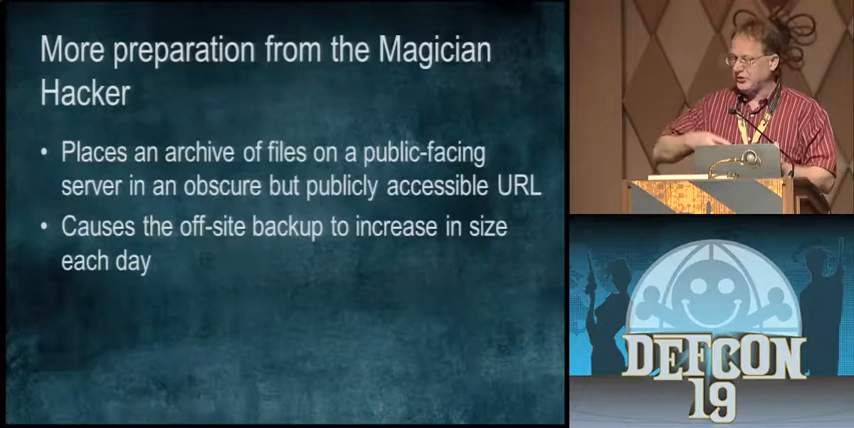 More preparation from the Magician
Hacker
• Places an archive of files on a public-facing
server in an obscure but publicly accessible URL
• Causes the off-site backup to increase in size
each day
DEFCON
19